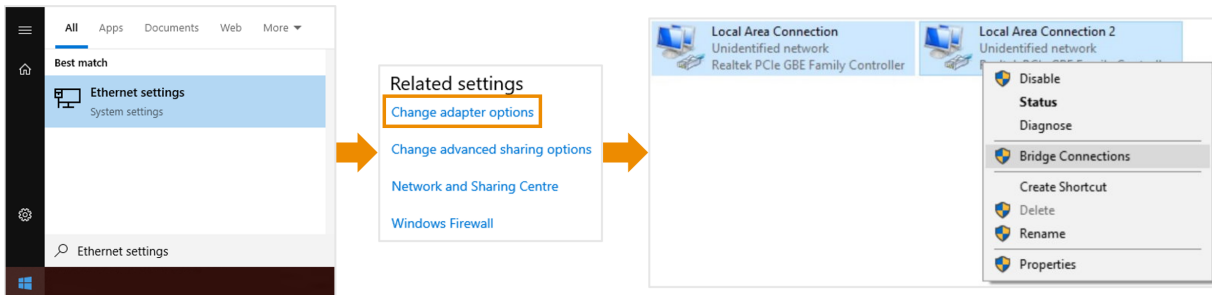 All Apps Documents Web More
Best match
Ethernet settings
System settings
Ethernet settings
Related settings
Change adapter options
Change advanced sharing options
Network and Sharing Centre
Windows Firewall
Local Area Connection
Unidentified network
Realtek PCIe GBE Family Controller
Local Area Connection 2
Unidentified network
Disable
Status
Diagnose
Bridge Connections
Create Shortcut
Delete
Rename
Properties